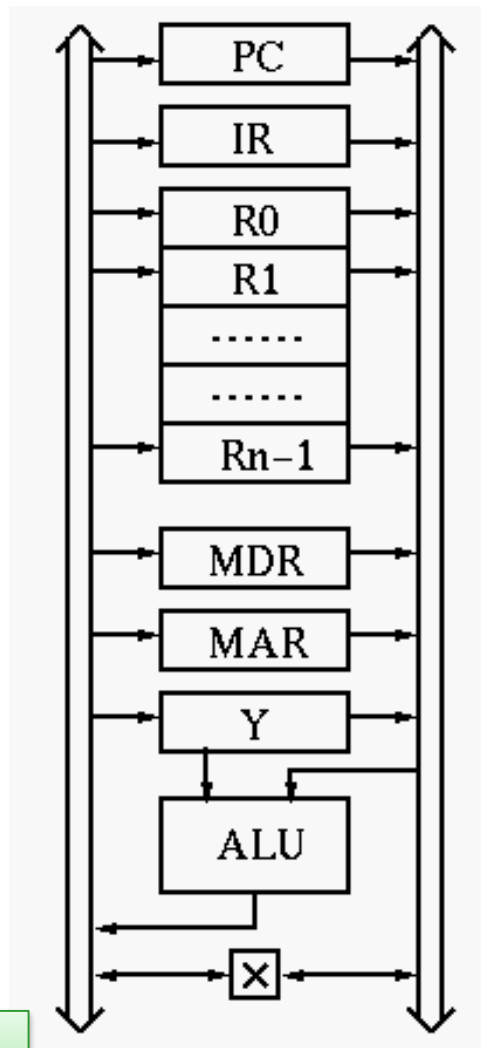 PC
IR
R0
R1
......
......
Rn-1
MDR
MAR
Y
ALU
×